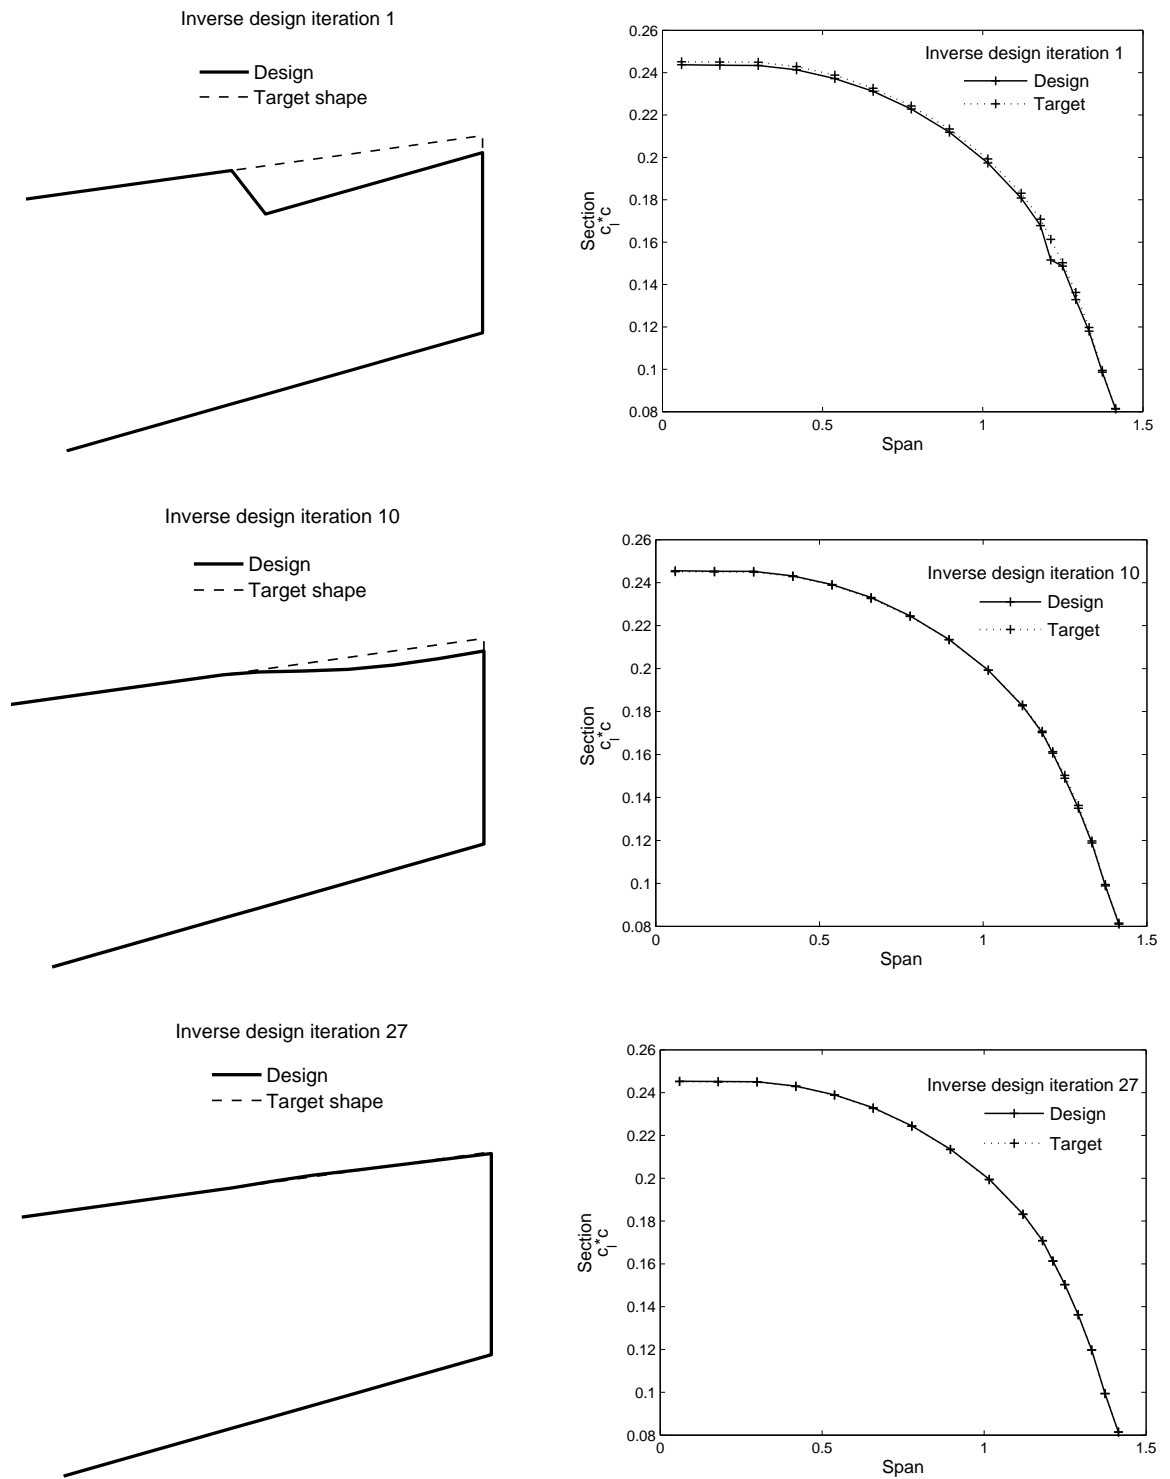 Inverse design iteration 1
Design
Target shape
Inverse design iteration 1
Design
Target
0.26
0.24
0.22
0.2
0.18
0.16
0.14
0.12
0.1
0.08
0
0.5
1
1.5
Section
c_l*c
Span
Inverse design iteration 10
Design
Target shape
Inverse design iteration 10
Design
Target
0.26
0.24
0.22
0.2
0.18
0.16
0.14
0.12
0.1
0.08
0
0.5
1
1.5
Section
c_l*c
Span
Inverse design iteration 27
Design
Target shape
Inverse design iteration 27
Design
Target
0.26
0.24
0.22
0.2
0.18
0.16
0.14
0.12
0.1
0.08
0
0.5
1
1.5
Section
c_l*c
Span